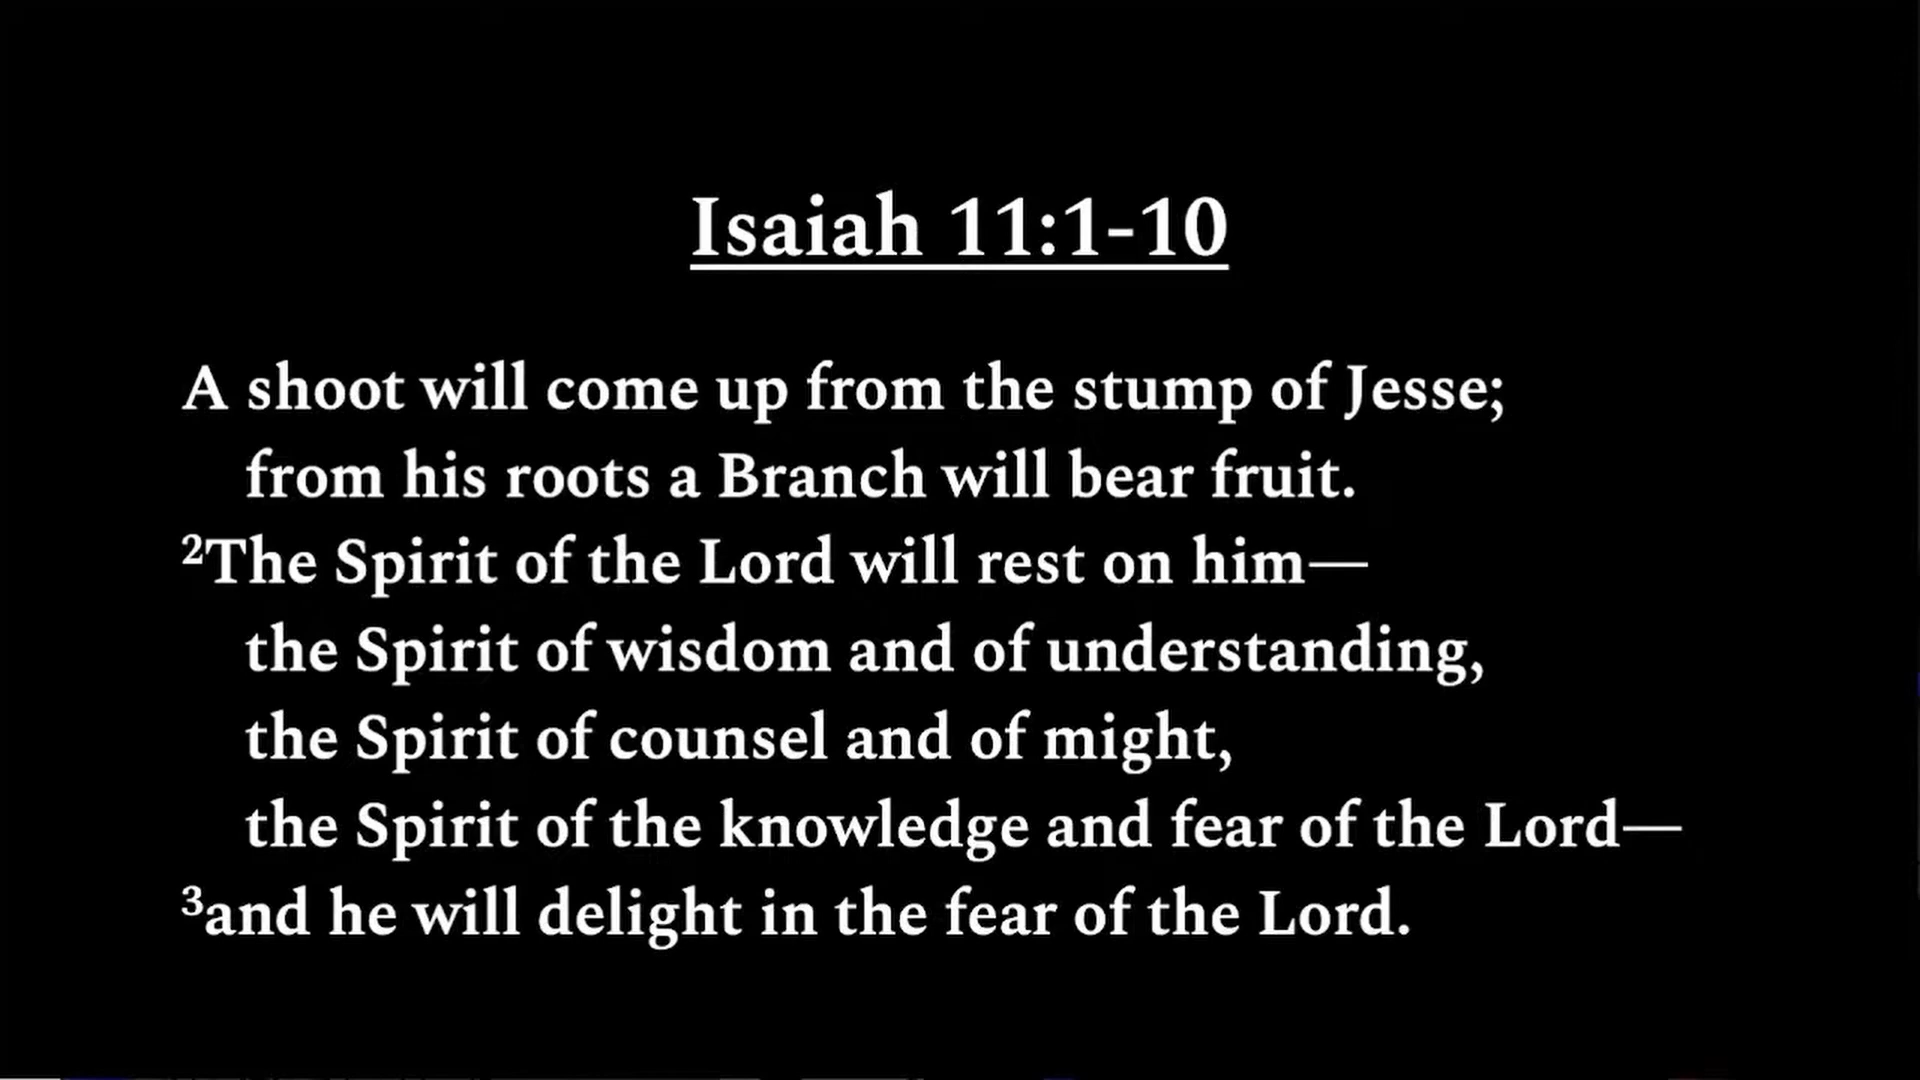 Isaiah 11:1-10
A shoot will come up from the stump of Jesse;
from his roots a Branch will bear fruit.
²The Spirit of the Lord will rest on him—
the Spirit of wisdom and of understanding,
the Spirit of counsel and of might,
the Spirit of the knowledge and fear of the Lord—
³and he will delight in the fear of the Lord.